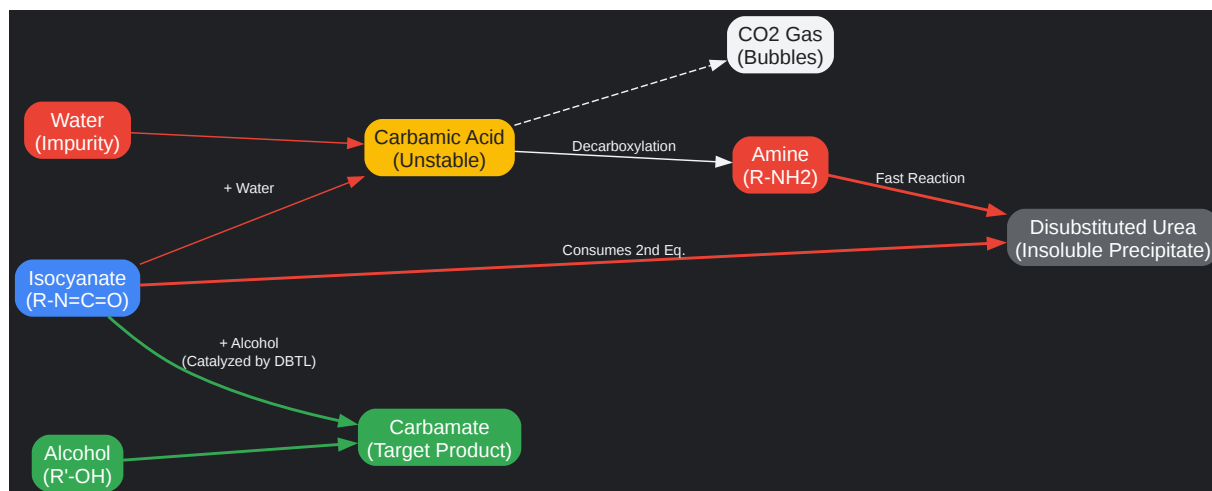 CO2 Gas
(Bubbles)
Water
(Impurity)
Carbamic Acid
(Unstable)
Decarboxylation
Amine
(R-NH2)
Fast Reaction
+ Water
Disubstituted Urea
(Insoluble Precipitate)
Consumes 2nd Eq.
Isocyanate
(R-N=C=O)
+ Alcohol
(Catalyzed by DBTL)
Carbamate
(Target Product)
Alcohol
(R'-OH)